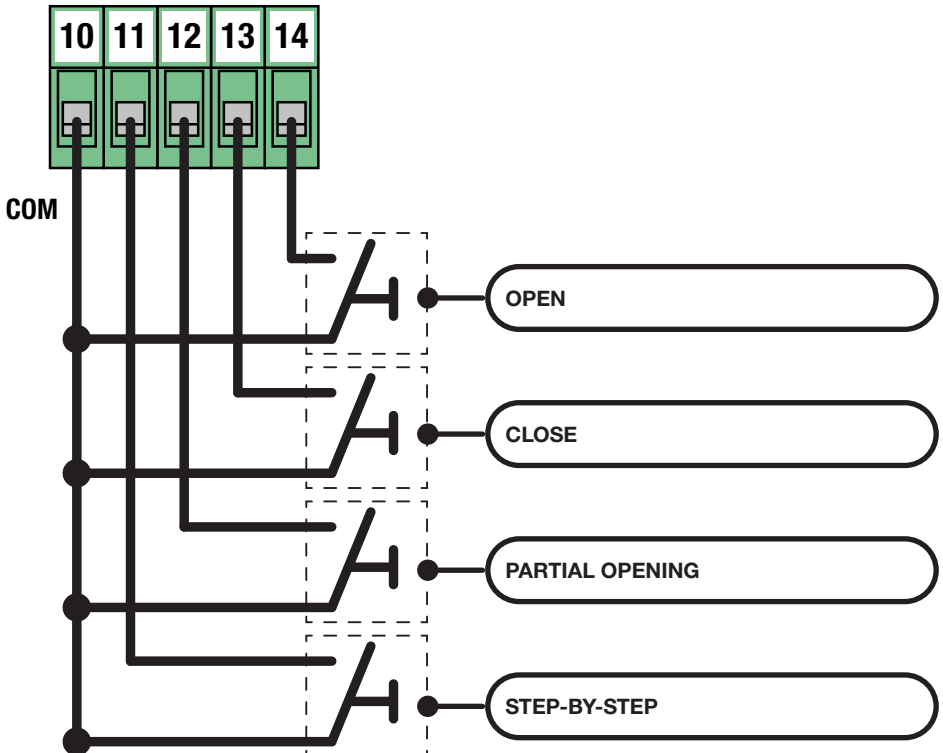 10 11 12 13 14
COM
OPEN
CLOSE
PARTIAL OPENING
STEP-BY-STEP